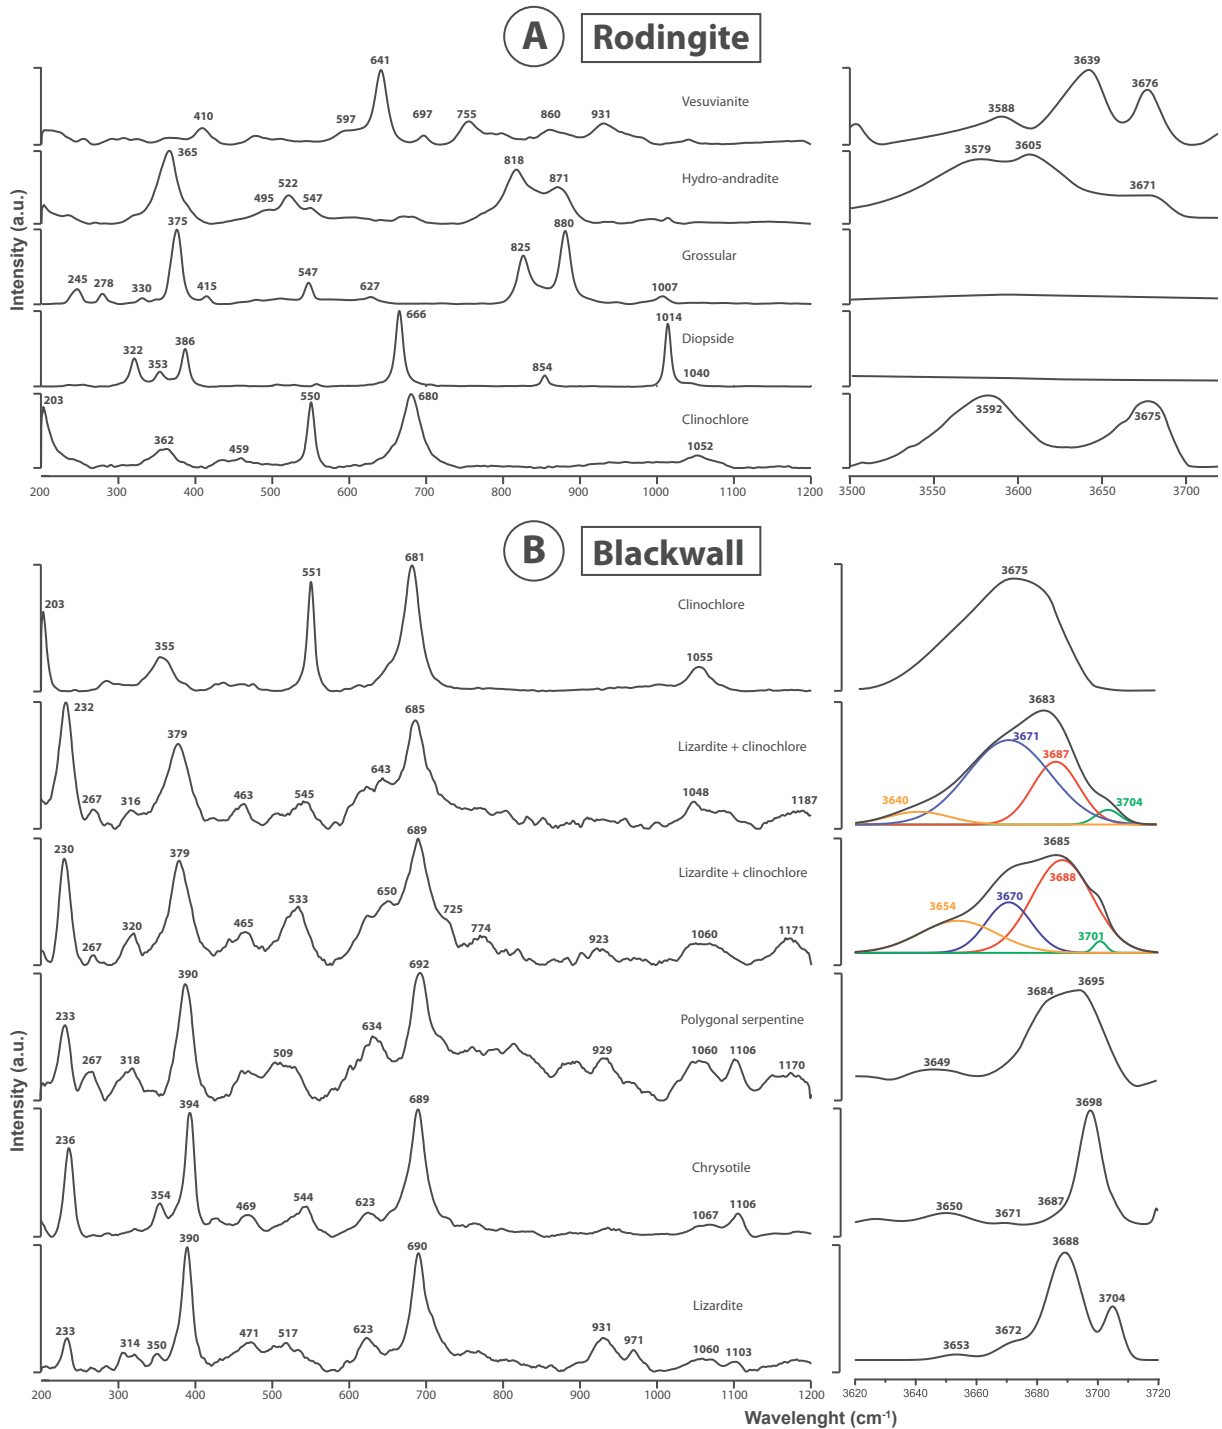 A Rodingite
Intensity (a.u.)
410 597 641 697 755 860 931 Vesuvianite 3588 3639 3676
365 495 522 547 818 871 Hydro-andradite 3579 3605 3671
245 278 330 375 415 547 627 825 880 1007 Grossular
322 353 386 666 854 1014 1040 Diopside
203 362 459 550 680 1052 Clinochlore 3592 3675
200 300 400 500 600 700 800 900 1000 1100 1200 3500 3550 3600 3650 3700
B Blackwall
Intensity (a.u.)
203 355 551 681 1055 Clinochlore 3675
232 267 316 379 463 545 643 685 1048 1187 Lizardite + clinochlore 3640 3671 3683 3687 3704
230 267 320 379 465 533 650 689 725 774 923 1060 1171 Lizardite + clinochlore 3654 3670 3685 3688 3701
233 267 318 390 509 634 692 929 1060 1106 1170 Polygonal serpentine 3649 3684 3695
236 354 394 469 544 623 689 1067 1106 Chrysotile 3650 3671 3687 3698
233 314 350 390 471 517 623 690 931 971 1060 1103 Lizardite 3653 3672 3688 3704
200 300 400 500 600 700 800 900 1000 1100 1200 3620 3640 3660 3680 3700 3720
Wavelenght (cm⁻¹)